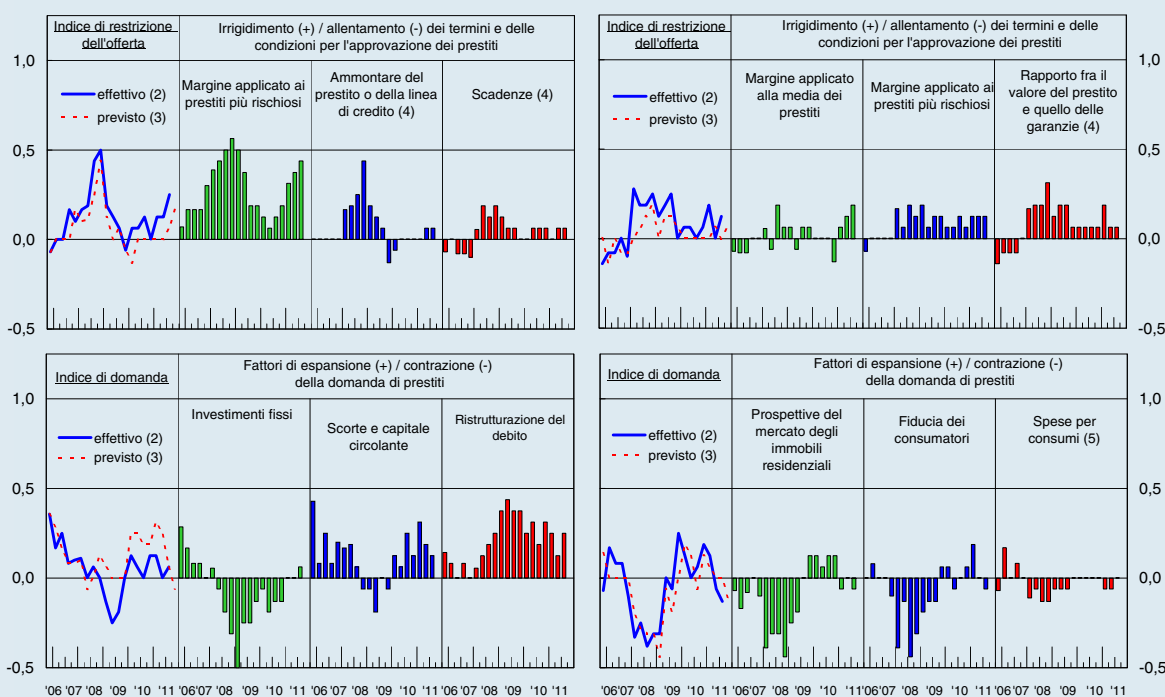 Indice di restrizione
dell'offerta
Irrigidimento (+) / allentamento (-) dei termini e delle
condizioni per l'approvazione dei prestiti
1,0
0,5
0,0
-0,5
effettivo (2)
previsto (3)
Margine applicato ai
prestiti più rischiosi
Ammontare del
prestito o della linea
di credito (4)
Scadenze (4)
Indice di restrizione
dell'offerta
Irrigidimento (+) / allentamento (-) dei termini e delle
condizioni per l'approvazione dei prestiti
effettivo (2)
previsto (3)
Margine applicato
alla media dei
prestiti
Margine applicato ai
prestiti più rischiosi
Rapporto fra il
valore del prestito
e quello delle
garanzie (4)
1,0
0,5
0,0
-0,5
Indice di domanda
Fattori di espansione (+) / contrazione (-)
della domanda di prestiti
1,0
0,5
0,0
-0,5
effettivo (2)
previsto (3)
Investimenti fissi
Scorte e capitale
circolante
Ristrutturazione del
debito
'06 '07 '08 '09 '10 '11
'06 '07 '08 '09 '10 '11
'06 '07 '08 '09 '10 '11
'06 '07 '08 '09 '10 '11
Indice di domanda
Fattori di espansione (+) / contrazione (-)
della domanda di prestiti
effettivo (2)
previsto (3)
Prospettive del
mercato degli
immobili
residenziali
Fiducia dei
consumatori
Spese per
consumi (5)
1,0
0,5
0,0
-0,5
'06'07 '08 '09 '10 '11
'06'07 '08 '09 '10 '11
'06'07 '08 '09 '10 '11
'06'07 '08 '09 '10 '11